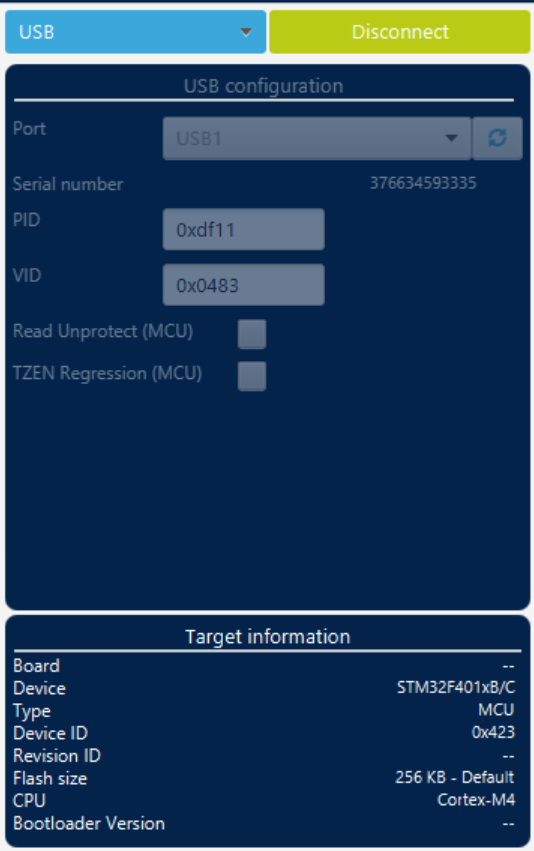 USB Disconnect
USB configuration
Port USB1
Serial number 376634593335
PID 0xdf11
VID 0x0483
Read Unprotect (MCU)
TZEN Regression (MCU)
Target information
Board --
Device STM32F401xB/C
Type MCU
Device ID 0x423
Revision ID --
Flash size 256 KB - Default
CPU Cortex-M4
Bootloader Version --